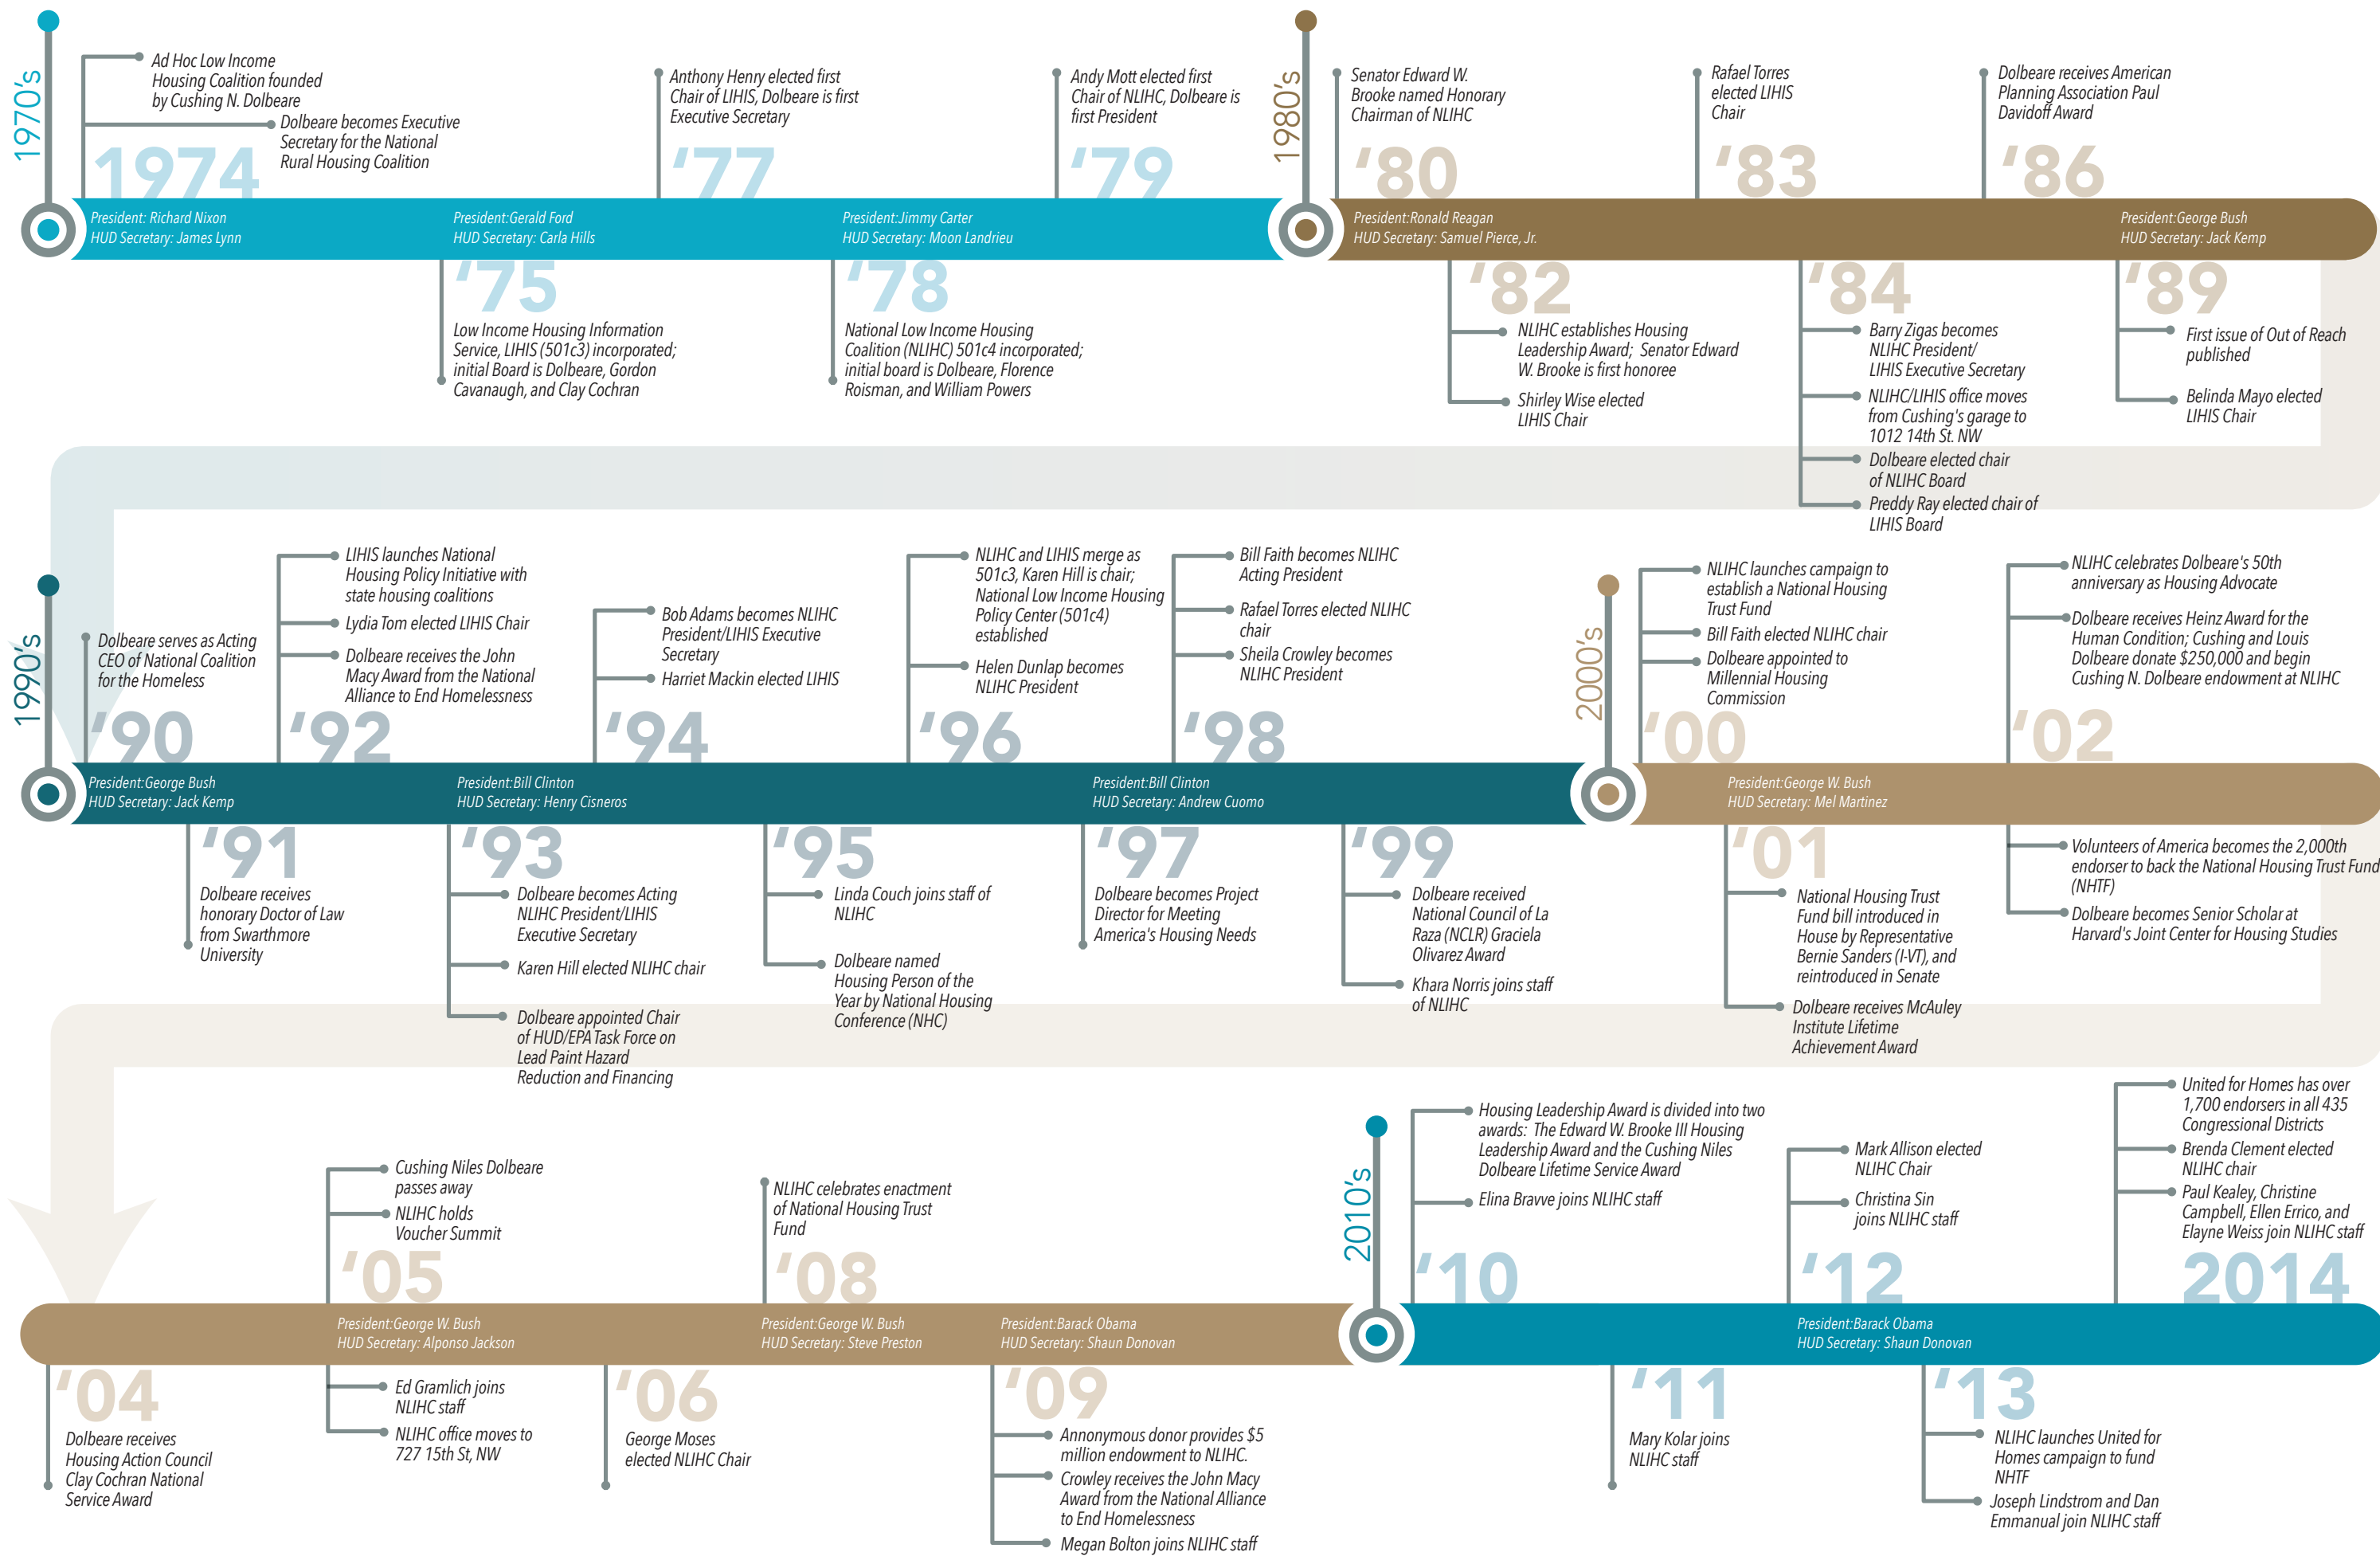 1970's
Ad Hoc Low Income
Housing Coalition founded
by Cushing N. Dolbeare
Dolbeare becomes Executive
Secretary for the National
Rural Housing Coalition
1974
President: Richard Nixon
HUD Secretary: James Lynn
President:Gerald Ford
HUD Secretary: Carla Hills
‘75
Low Income Housing Information
Service, LIHIS (501c3) incorporated;
initial Board is Dolbeare, Gordon
Cavanaugh, and Clay Cochran
Anthony Henry elected first
Chair of LIHIS, Dolbeare is first
Executive Secretary
‘77
President:Jimmy Carter
HUD Secretary: Moon Landrieu
‘78
National Low Income Housing
Coalition (NLIHC) 501c4 incorporated;
initial board is Dolbeare, Florence
Roisman, and William Powers
Andy Mott elected first
Chair of NLIHC, Dolbeare is
first President
‘79
1980's
Senator Edward W.
Brooke named Honorary
Chairman of NLIHC
‘80
President:Ronald Reagan
HUD Secretary: Samuel Pierce, Jr.
‘82
NLIHC establishes Housing
Leadership Award;  Senator Edward
W. Brooke is first honoree
Shirley Wise elected
LIHIS Chair
Rafael Torres
elected LIHIS
Chair
‘83
‘84
Barry Zigas becomes
NLIHC President/
LIHIS Executive Secretary
NLIHC/LIHIS office moves
from Cushing's garage to
1012 14th St. NW
Dolbeare elected chair
of NLIHC Board
Preddy Ray elected chair of
LIHIS Board
Dolbeare receives American
Planning Association Paul
Davidoff Award
‘86
President:George Bush
HUD Secretary: Jack Kemp
‘89
First issue of Out of Reach
published
Belinda Mayo elected
LIHIS Chair
1990's
Dolbeare serves as Acting
CEO of National Coalition
for the Homeless
‘90
President:George Bush
HUD Secretary: Jack Kemp
‘91
Dolbeare receives
honorary Doctor of Law
from Swarthmore
University
LIHIS launches National
Housing Policy Initiative with
state housing coalitions
Lydia Tom elected LIHIS Chair
Dolbeare receives the John
Macy Award from the National
Alliance to End Homelessness
‘92
President:Bill Clinton
HUD Secretary: Henry Cisneros
‘93
Dolbeare becomes Acting
NLIHC President/LIHIS
Executive Secretary
Karen Hill elected NLIHC chair
Dolbeare appointed Chair
of HUD/EPA Task Force on
Lead Paint Hazard
Reduction and Financing
Bob Adams becomes NLIHC
President/LIHIS Executive
Secretary
Harriet Mackin elected LIHIS
‘94
‘95
Linda Couch joins staff of
NLIHC
Dolbeare named
Housing Person of the
Year by National Housing
Conference (NHC)
NLIHC and LIHIS merge as
501c3, Karen Hill is chair;
National Low Income Housing
Policy Center (501c4)
established
Helen Dunlap becomes
NLIHC President
‘96
President:Bill Clinton
HUD Secretary: Andrew Cuomo
‘97
Dolbeare becomes Project
Director for Meeting
America's Housing Needs
Bill Faith becomes NLIHC
Acting President
Rafael Torres elected NLIHC
chair
Sheila Crowley becomes
NLIHC President
‘98
‘99
Dolbeare received
National Council of La
Raza (NCLR) Graciela
Olivarez Award
Khara Norris joins staff
of NLIHC
2000's
NLIHC launches campaign to
establish a National Housing
Trust Fund
Bill Faith elected NLIHC chair
Dolbeare appointed to
Millennial Housing
Commission
‘00
President:George W. Bush
HUD Secretary: Mel Martinez
‘01
National Housing Trust
Fund bill introduced in
House by Representative
Bernie Sanders (I-VT), and
reintroduced in Senate
Dolbeare receives McAuley
Institute Lifetime
Achievement Award
NLIHC celebrates Dolbeare's 50th
anniversary as Housing Advocate
Dolbeare receives Heinz Award for the
Human Condition; Cushing and Louis
Dolbeare donate $250,000 and begin
Cushing N. Dolbeare endowment at NLIHC
‘02
Volunteers of America becomes the 2,000th
endorser to back the National Housing Trust Fund
(NHTF)
Dolbeare becomes Senior Scholar at
Harvard's Joint Center for Housing Studies
‘04
Dolbeare receives
Housing Action Council
Clay Cochran National
Service Award
Cushing Niles Dolbeare
passes away
NLIHC holds
Voucher Summit
‘05
President:George W. Bush
HUD Secretary: Alponso Jackson
Ed Gramlich joins
NLIHC staff
NLIHC office moves to
727 15th St, NW
‘06
George Moses
elected NLIHC Chair
NLIHC celebrates enactment
of National Housing Trust
Fund
‘08
President:George W. Bush
HUD Secretary: Steve Preston
President:Barack Obama
HUD Secretary: Shaun Donovan
‘09
Annonymous donor provides $5
million endowment to NLIHC.
Crowley receives the John Macy
Award from the National Alliance
to End Homelessness
Megan Bolton joins NLIHC staff
2010's
Housing Leadership Award is divided into two
awards:  The Edward W. Brooke III Housing
Leadership Award and the Cushing Niles
Dolbeare Lifetime Service Award
Elina Bravve joins NLIHC staff
‘10
‘11
Mary Kolar joins
NLIHC staff
Mark Allison elected
NLIHC Chair
Christina Sin
joins NLIHC staff
‘12
President:Barack Obama
HUD Secretary: Shaun Donovan
‘13
NLIHC launches United for
Homes campaign to fund
NHTF
Joseph Lindstrom and Dan
Emmanual join NLIHC staff
United for Homes has over
1,700 endorsers in all 435
Congressional Districts
Brenda Clement elected
NLIHC chair
Paul Kealey, Christine
Campbell, Ellen Errico, and
Elayne Weiss join NLIHC staff
2014